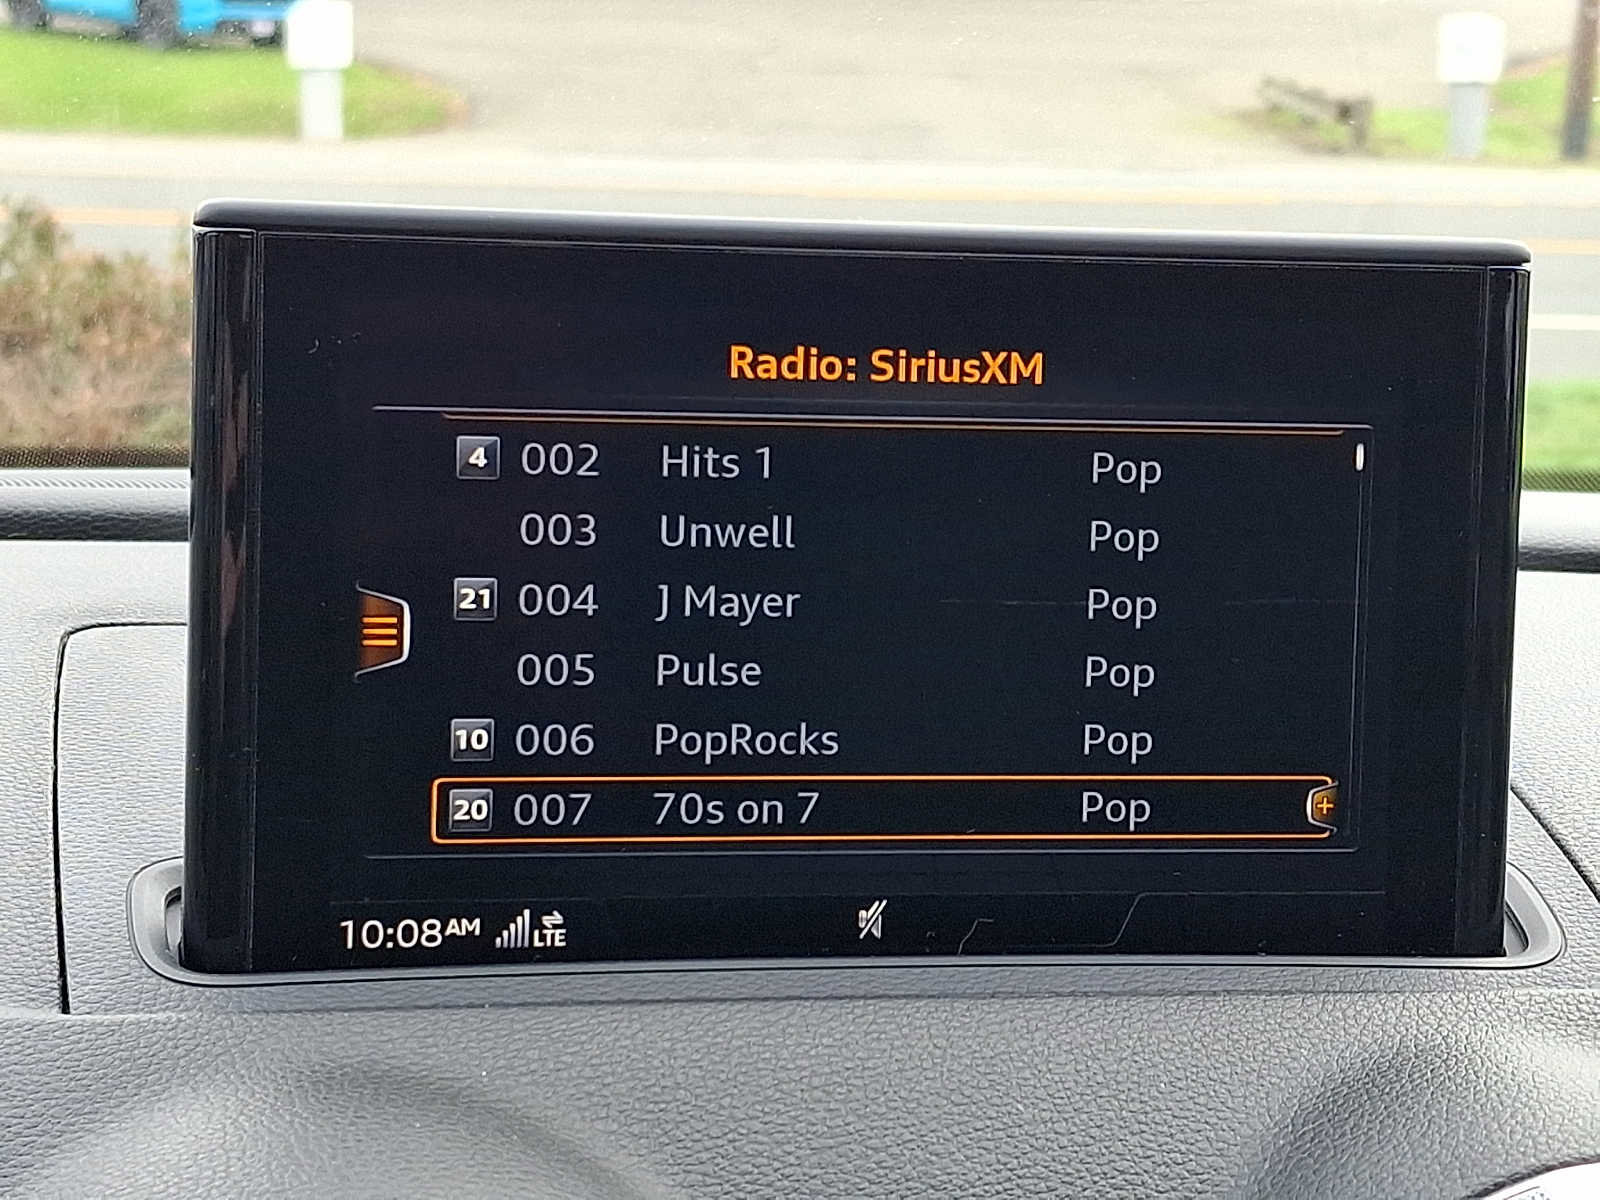 Radio: SiriusXM
4 002 Hits 1 Pop
003 Unwell Pop
21 004 J Mayer Pop
005 Pulse Pop
10 006 PopRocks Pop
20 007 70s on 7 Pop
10:08AM LTE